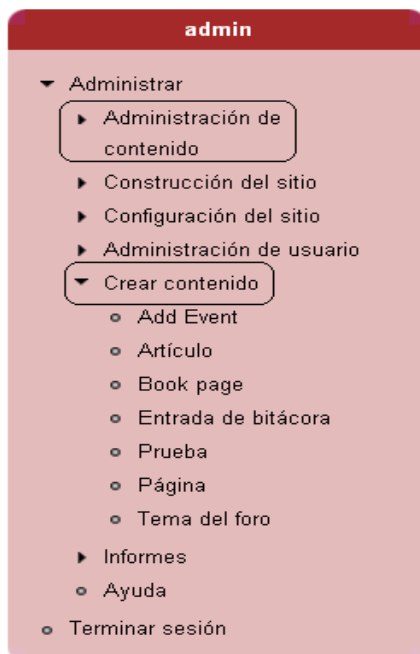 admin
Administrar
Administración de
contenido
Construcción del sitio
Configuración del sitio
Administración de usuario
Crear contenido
Add Event
Artículo
Book page
Entrada de bitácora
Prueba
Página
Tema del foro
Informes
Ayuda
Terminar sesión